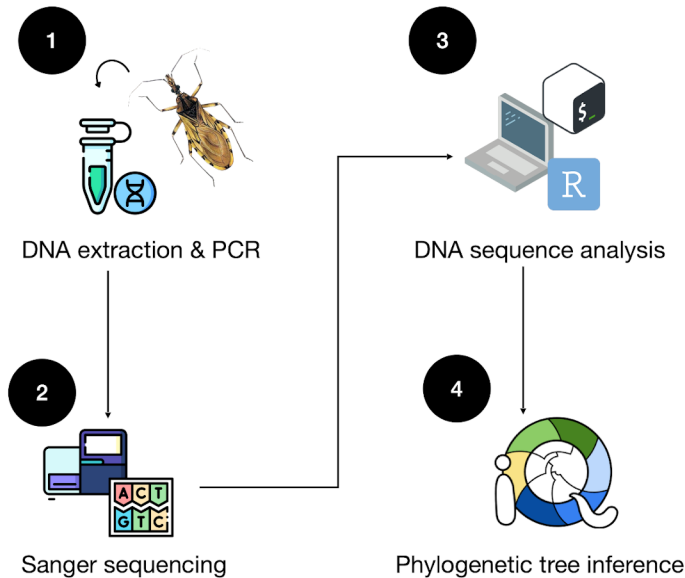 1
DNA extraction & PCR
2
ACT
GTC
Sanger sequencing
3
$_
R
DNA sequence analysis
4
Phylogenetic tree inference